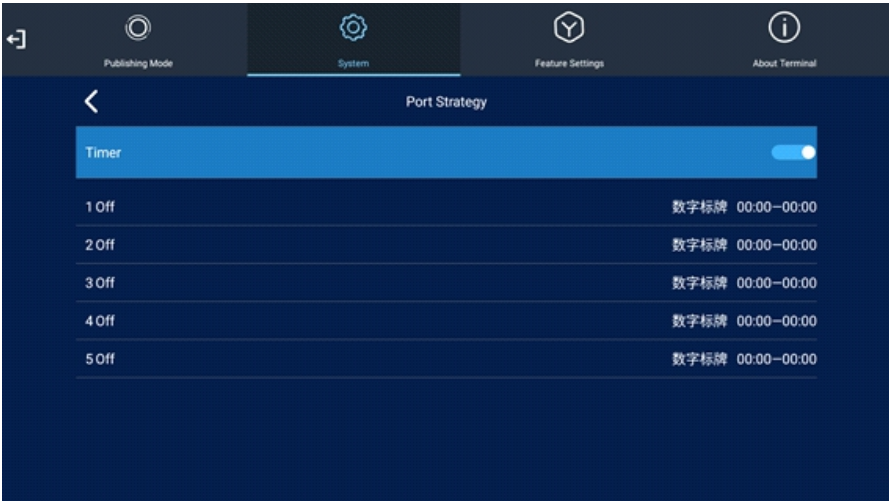 Publishing Mode System Feature Settings About Terminal
Port Strategy
Timer
1 Off 数字标牌 00:00—00:00
2 Off 数字标牌 00:00—00:00
3 Off 数字标牌 00:00—00:00
4 Off 数字标牌 00:00—00:00
5 Off 数字标牌 00:00—00:00